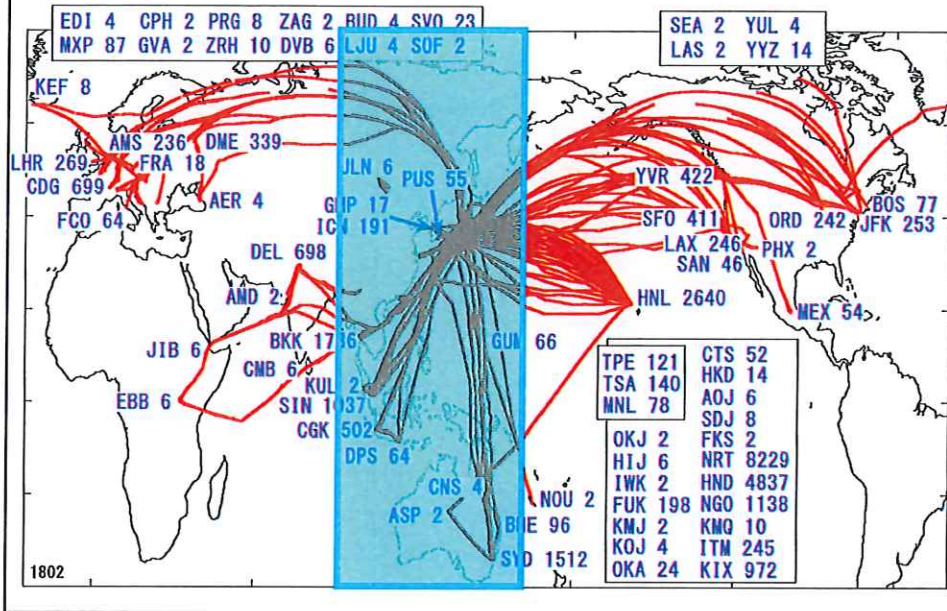 EDI 4 CPH 2 PRG 8 ZAG 2 BUD 4 SVO 23
MXP 87 GVA 2 ZRH 10 DVB 6 LJU 4 SOF 2
SEA 2 YUL 4
LAS 2 YYZ 14
KEF 8
AMS 236
DME 339
LHR 269
FRA 18
CDG 699
AER 4
FCO 64
JLN 6
PUS 55
GMP 17
ICN 191
YVR 422
SFO 411
LAX 246
SAN 46
ORD 242
BOS 77
JFK 253
PHX 2
DEL 698
AMD 2
HNL 2640
MEX 54
JIB 6
BKK 1786
CMB 6
GUM 66
EBB 6
KUL 2
SIN 1037
CGK 502
DPS 64
CNS 4
ASP 2
NOU 2
BNE 96
SYD 1512
TPE 121
TSA 140
MNL 78
OKJ 2
HIJ 6
IWK 2
FUK 198
KMJ 2
KOJ 4
OKA 24
CTS 52
HKD 14
AOJ 6
SDJ 8
FKS 2
NRT 8229
HND 4837
NGO 1138
KMQ 10
ITM 245
KIX 972
1802